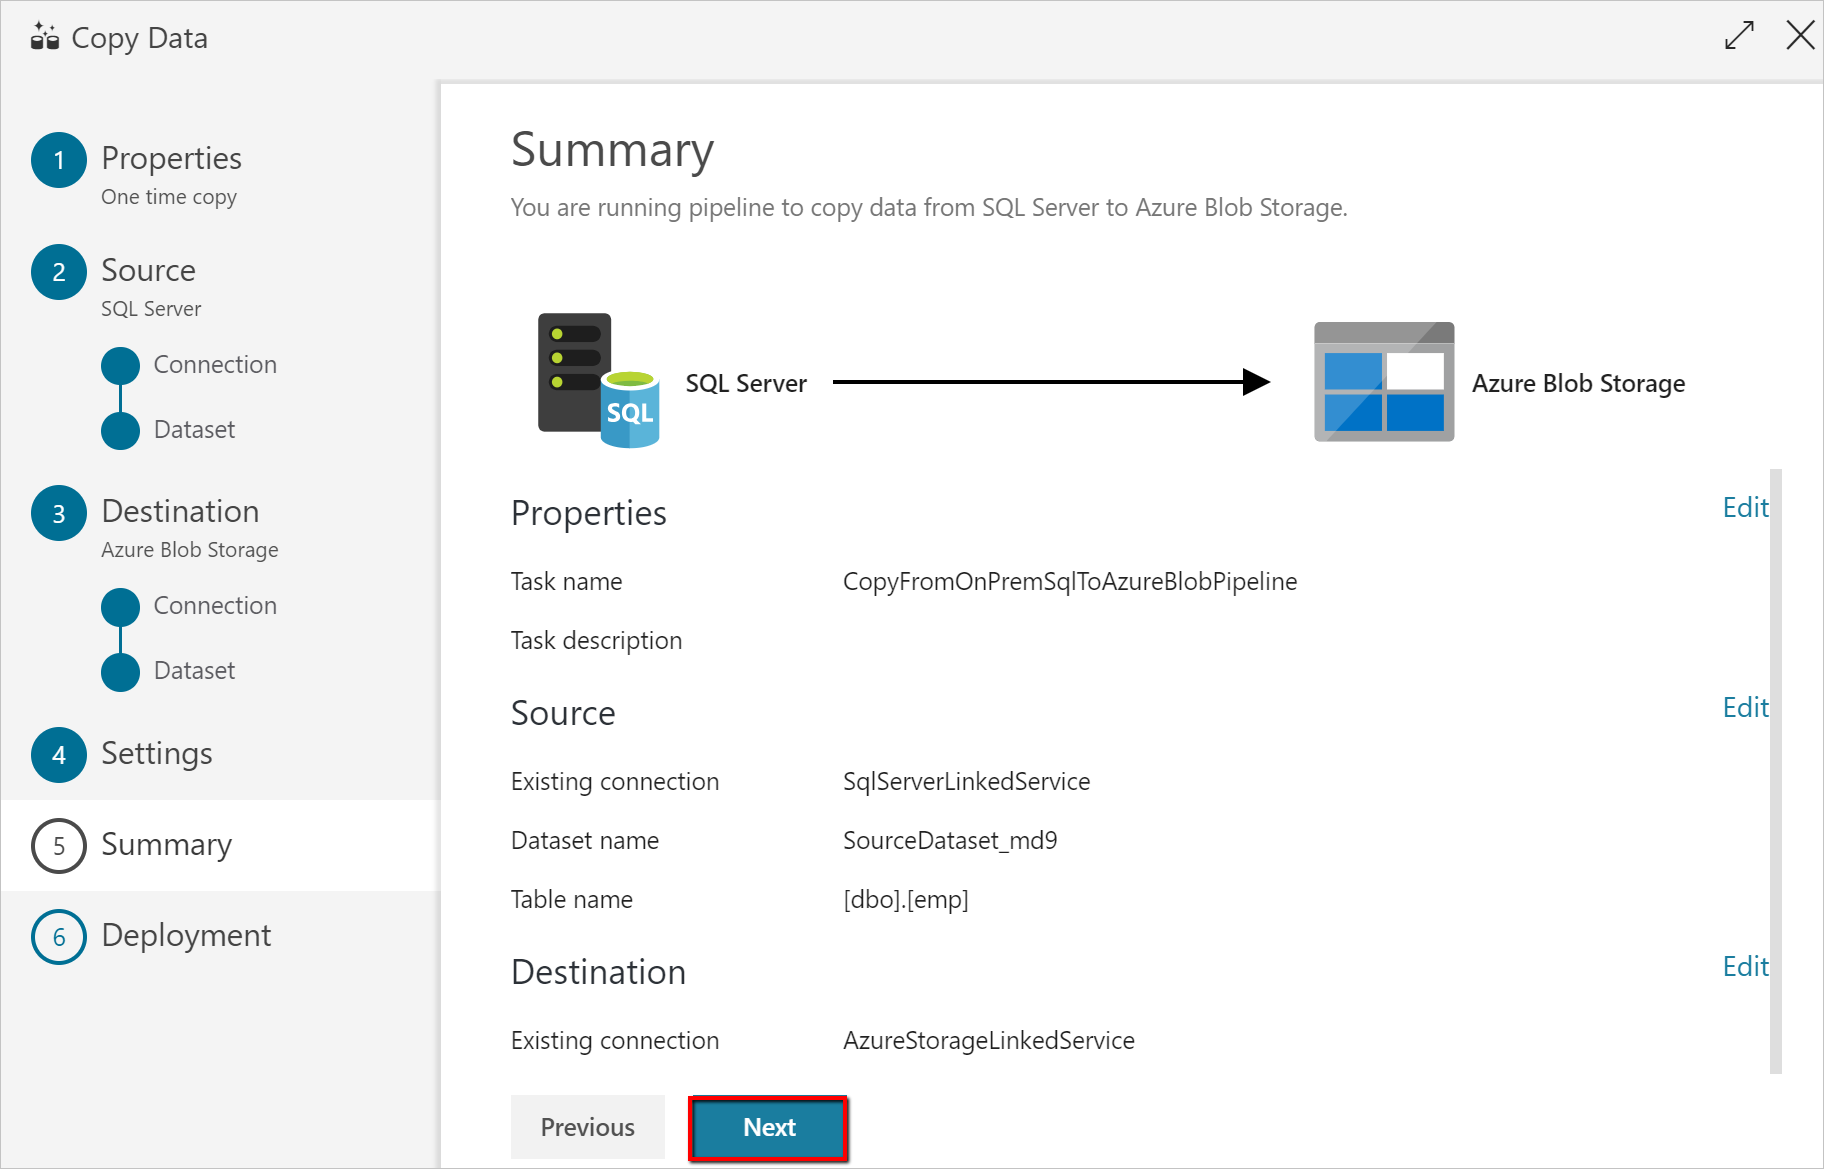 Copy Data
1 Properties
One time copy
2 Source
SQL Server
Connection
Dataset
3 Destination
Azure Blob Storage
Connection
Dataset
4 Settings
5 Summary
6 Deployment
Summary
You are running pipeline to copy data from SQL Server to Azure Blob Storage.
SQL
SQL Server
Azure Blob Storage
Properties Edit
Task name CopyFromOnPremSqlToAzureBlobPipeline
Task description
Source Edit
Existing connection SqlServerLinkedService
Dataset name SourceDataset_md9
Table name [dbo].[emp]
Destination Edit
Existing connection AzureStorageLinkedService
Previous Next